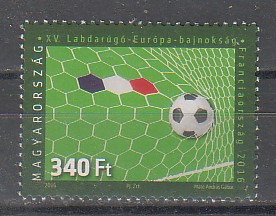 XV. Labdarúgó-Európa-bajnokság
Franciaország 2016
MAGYARORSZÁG
340 Ft
2016